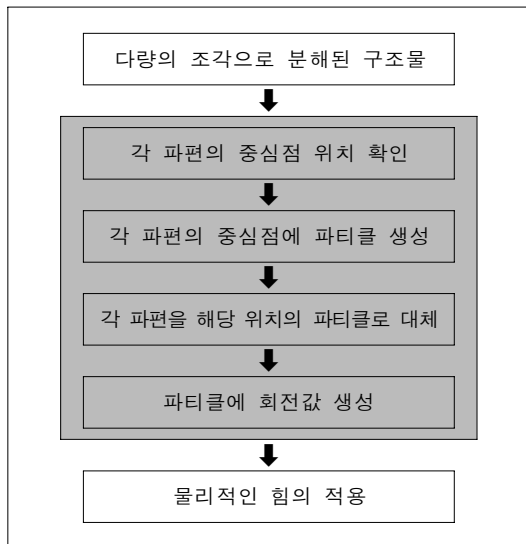 다량의 조각으로 분해된 구조물
각 파편의 중심점 위치 확인
각 파편의 중심점에 파티클 생성
각 파편을 해당 위치의 파티클로 대체
파티클에 회전값 생성
물리적인 힘의 적용